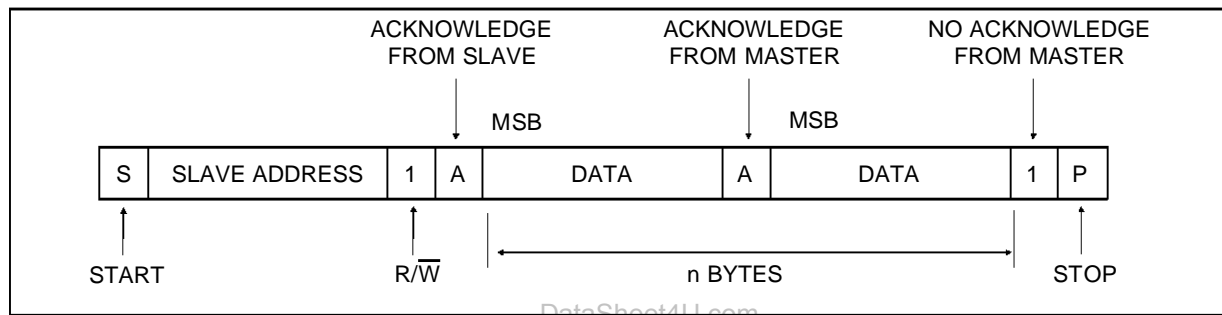 ACKNOWLEDGE
FROM SLAVE
ACKNOWLEDGE
FROM MASTER
NO ACKNOWLEDGE
FROM MASTER
MSB
MSB
S
SLAVE ADDRESS
1
A
DATA
A
DATA
1
P
START
R/W̅
n BYTES
STOP
DataSheet4U.com